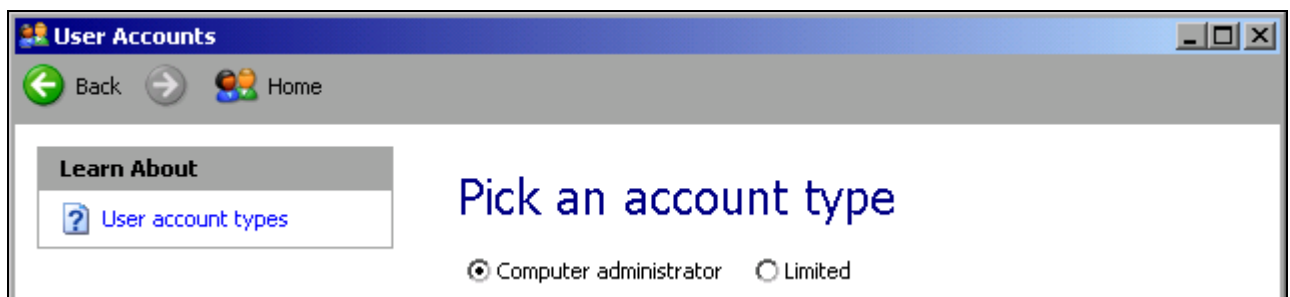 User Accounts
Back Home
Learn About
User account types
Pick an account type
Computer administrator Limited